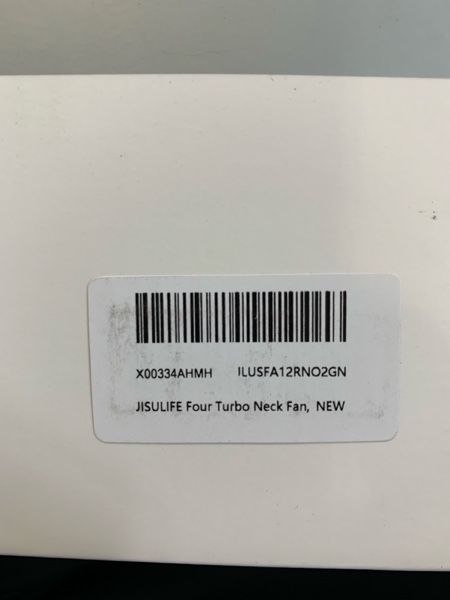 X00334AHMH ILUSFA12RNO2GN
JISULIFE Four Turbo Neck Fan, NEW